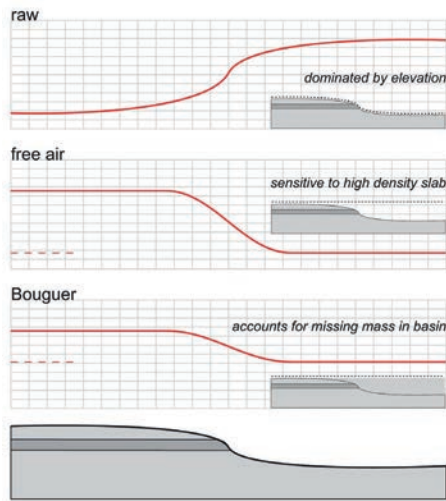 raw
dominated by elevation
free air
sensitive to high density slab
Bouguer
accounts for missing mass in basin